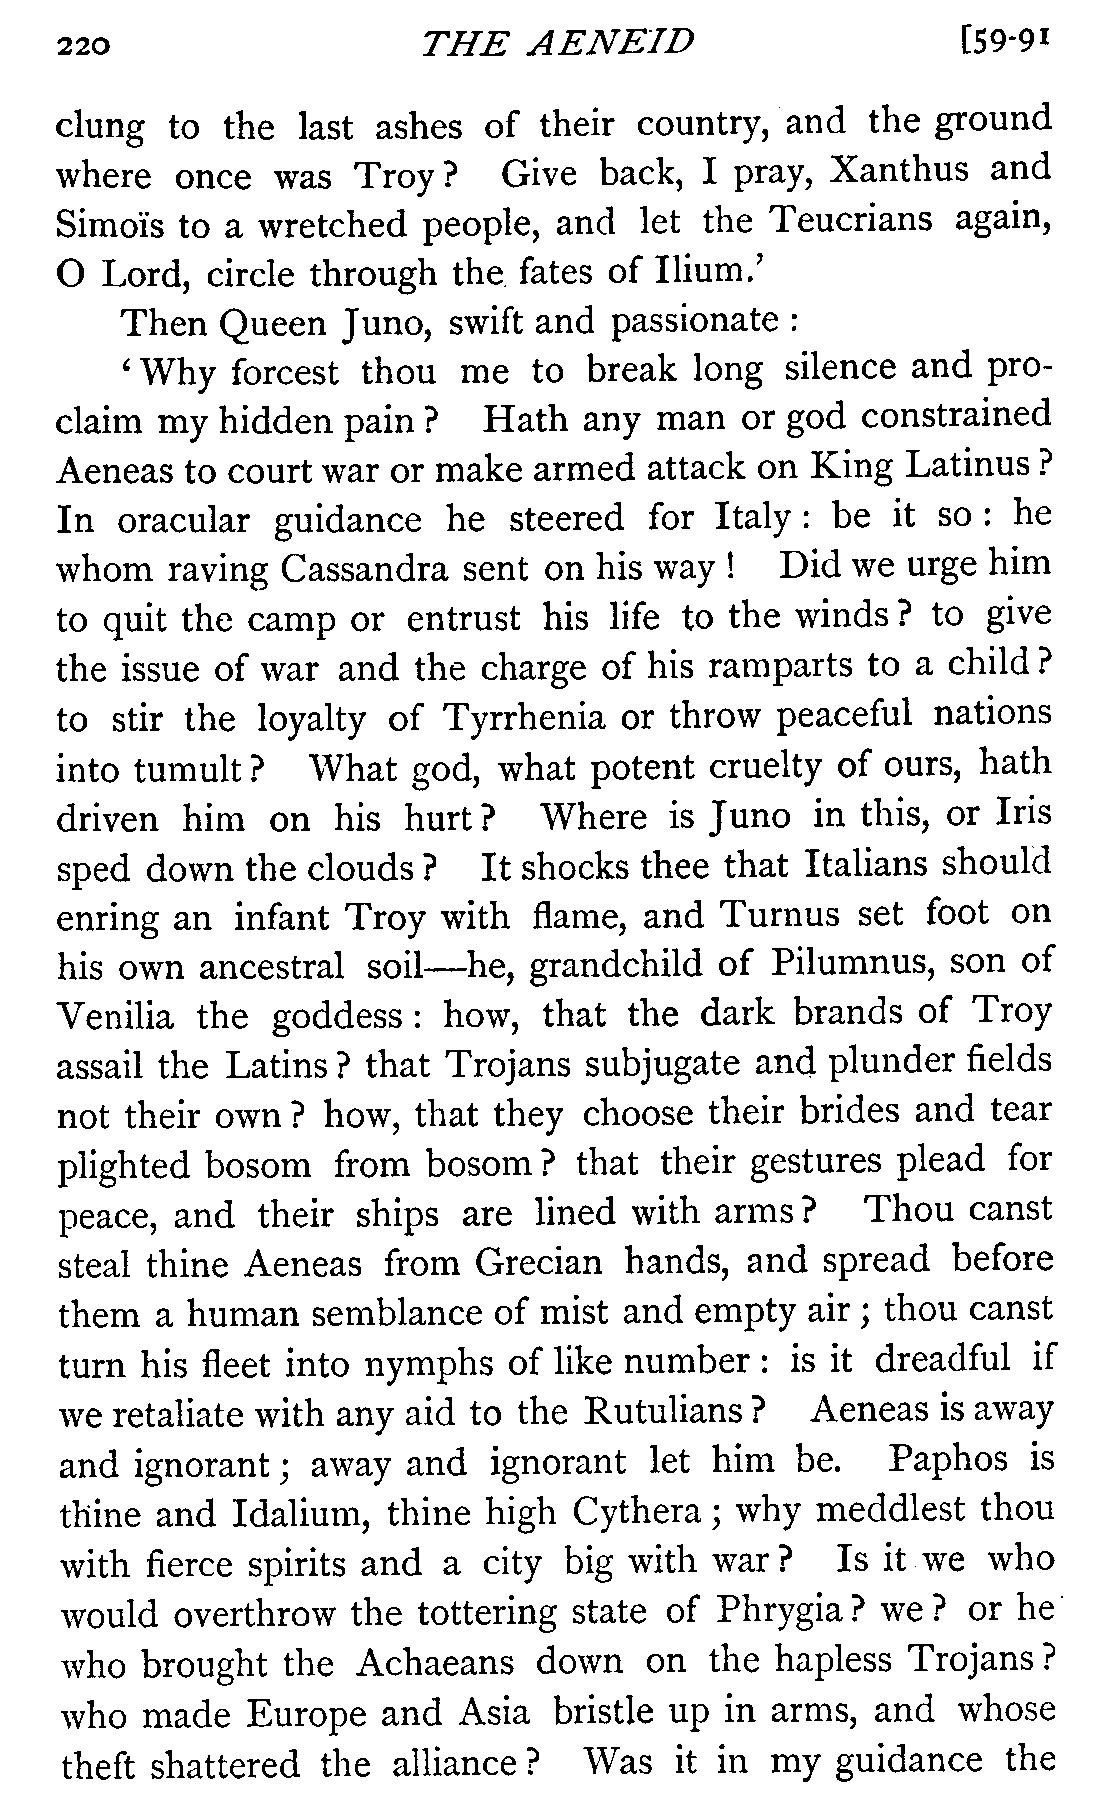 220 THE AENEID [59-91
clung to the last ashes of their country, and the ground
where once was Troy? Give back, I pray, Xanthus and
Simoïs to a wretched people, and let the Teucrians again,
O Lord, circle through the fates of Ilium.’
Then Queen Juno, swift and passionate :
‘Why forcest thou me to break long silence and pro-
claim my hidden pain? Hath any man or god constrained
Aeneas to court war or make armed attack on King Latinus?
In oracular guidance he steered for Italy : be it so : he
whom raving Cassandra sent on his way! Did we urge him
to quit the camp or entrust his life to the winds? to give
the issue of war and the charge of his ramparts to a child?
to stir the loyalty of Tyrrhenia or throw peaceful nations
into tumult? What god, what potent cruelty of ours, hath
driven him on his hurt? Where is Juno in this, or Iris
sped down the clouds? It shocks thee that Italians should
enring an infant Troy with flame, and Turnus set foot on
his own ancestral soil—he, grandchild of Pilumnus, son of
Venilia the goddess : how, that the dark brands of Troy
assail the Latins? that Trojans subjugate and plunder fields
not their own? how, that they choose their brides and tear
plighted bosom from bosom? that their gestures plead for
peace, and their ships are lined with arms? Thou canst
steal thine Aeneas from Grecian hands, and spread before
them a human semblance of mist and empty air ; thou canst
turn his fleet into nymphs of like number : is it dreadful if
we retaliate with any aid to the Rutulians? Aeneas is away
and ignorant ; away and ignorant let him be. Paphos is
thine and Idalium, thine high Cythera ; why meddlest thou
with fierce spirits and a city big with war? Is it we who
would overthrow the tottering state of Phrygia? we? or he
who brought the Achaeans down on the hapless Trojans?
who made Europe and Asia bristle up in arms, and whose
theft shattered the alliance? Was it in my guidance the